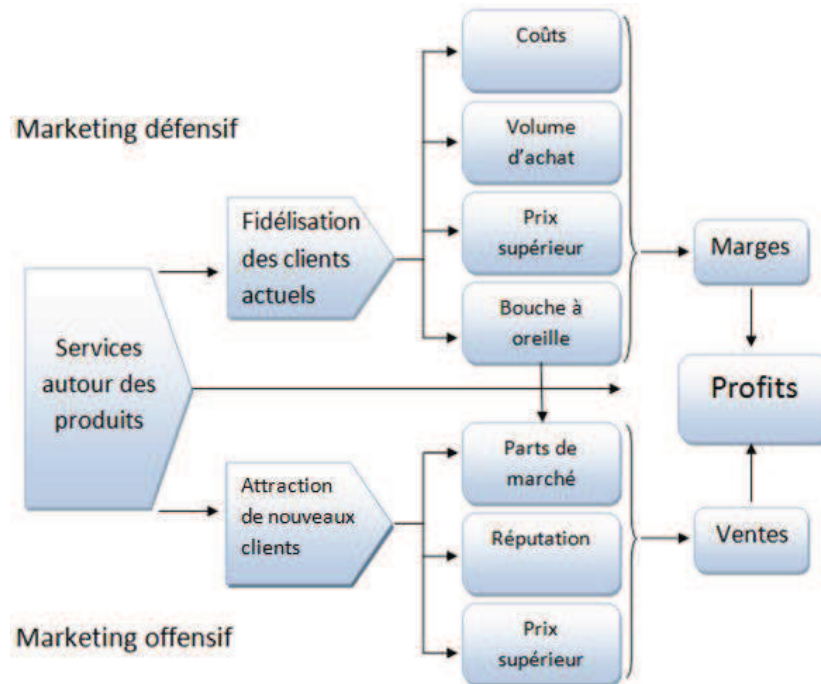 Marketing défensif
Services
autour des
produits
Fidélisation
des clients
actuels
Coûts
Volume
d'achat
Prix
supérieur
Bouche à
oreille
Marges
Profits
Attraction
de nouveaux
clients
Parts de
marché
Réputation
Prix
supérieur
Ventes
Marketing offensif